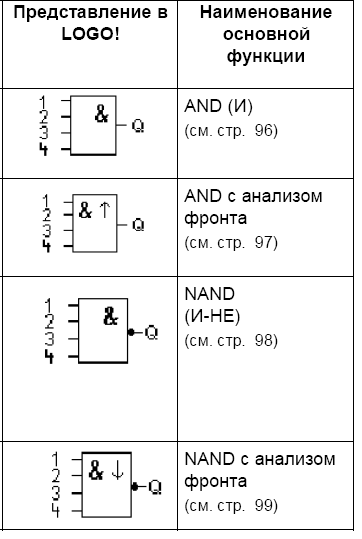 Представление в
LOGO!
Наименование
основной
функции
1
2
3
4
&
Q
AND (И)
(см. стр. 96)
1
2
3
4
& ↑
Q
AND с анализом
фронта
(см. стр. 97)
1
2
3
4
&
Q
NAND
(И-НЕ)
(см. стр. 98)
1
2
3
4
& ↓
Q
NAND с анализом
фронта
(см. стр. 99)